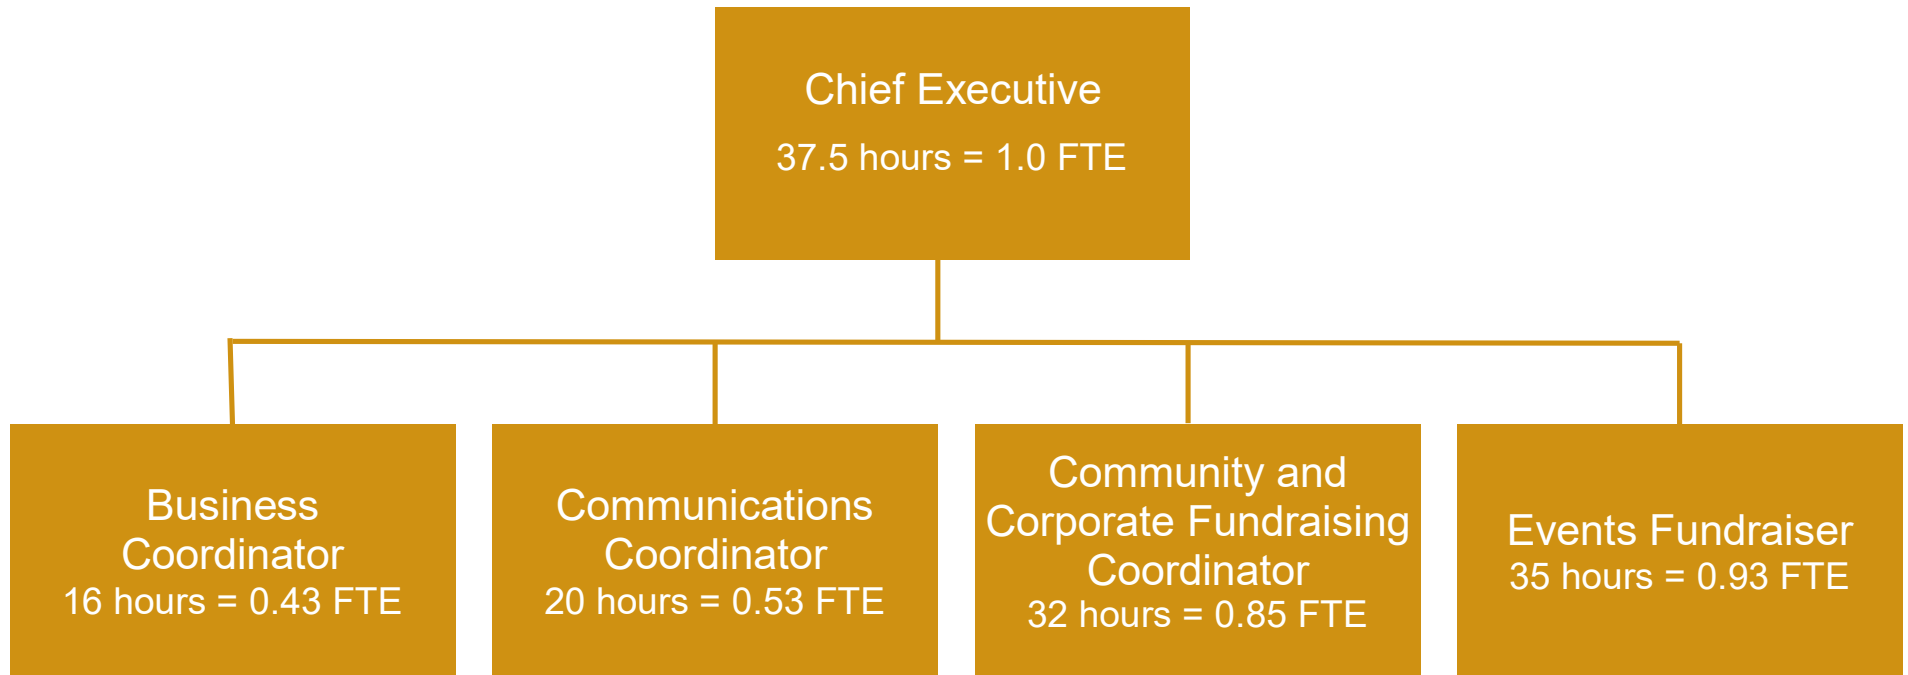 Chief Executive
37.5 hours = 1.0 FTE
Business
Coordinator
16 hours = 0.43 FTE
Communications
Coordinator
20 hours = 0.53 FTE
Community and
Corporate Fundraising
Coordinator
32 hours = 0.85 FTE
Events Fundraiser
35 hours = 0.93 FTE